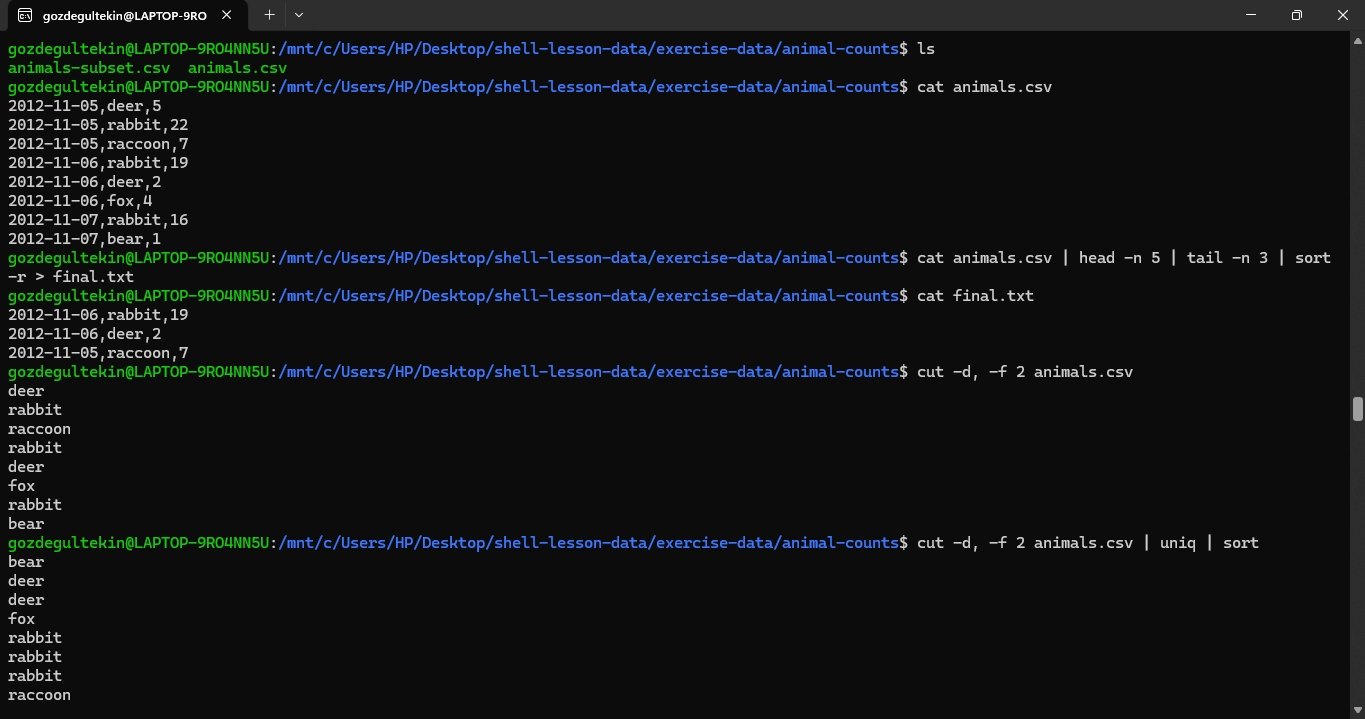 gozdegultekin@LAPTOP-9RO
gozdegultekin@LAPTOP-9RO4NN5U:/mnt/c/Users/HP/Desktop/shell-lesson-data/exercise-data/animal-counts$ ls
animals-subset.csv  animals.csv
gozdegultekin@LAPTOP-9RO4NN5U:/mnt/c/Users/HP/Desktop/shell-lesson-data/exercise-data/animal-counts$ cat animals.csv
2012-11-05,deer,5
2012-11-05,rabbit,22
2012-11-05,raccoon,7
2012-11-06,rabbit,19
2012-11-06,deer,2
2012-11-06,fox,4
2012-11-07,rabbit,16
2012-11-07,bear,1
gozdegultekin@LAPTOP-9RO4NN5U:/mnt/c/Users/HP/Desktop/shell-lesson-data/exercise-data/animal-counts$ cat animals.csv | head -n 5 | tail -n 3 | sort
-r > final.txt
gozdegultekin@LAPTOP-9RO4NN5U:/mnt/c/Users/HP/Desktop/shell-lesson-data/exercise-data/animal-counts$ cat final.txt
2012-11-06,rabbit,19
2012-11-06,deer,2
2012-11-05,raccoon,7
gozdegultekin@LAPTOP-9RO4NN5U:/mnt/c/Users/HP/Desktop/shell-lesson-data/exercise-data/animal-counts$ cut -d, -f 2 animals.csv
deer
rabbit
raccoon
rabbit
deer
fox
rabbit
bear
gozdegultekin@LAPTOP-9RO4NN5U:/mnt/c/Users/HP/Desktop/shell-lesson-data/exercise-data/animal-counts$ cut -d, -f 2 animals.csv | uniq | sort
bear
deer
deer
fox
rabbit
rabbit
rabbit
raccoon